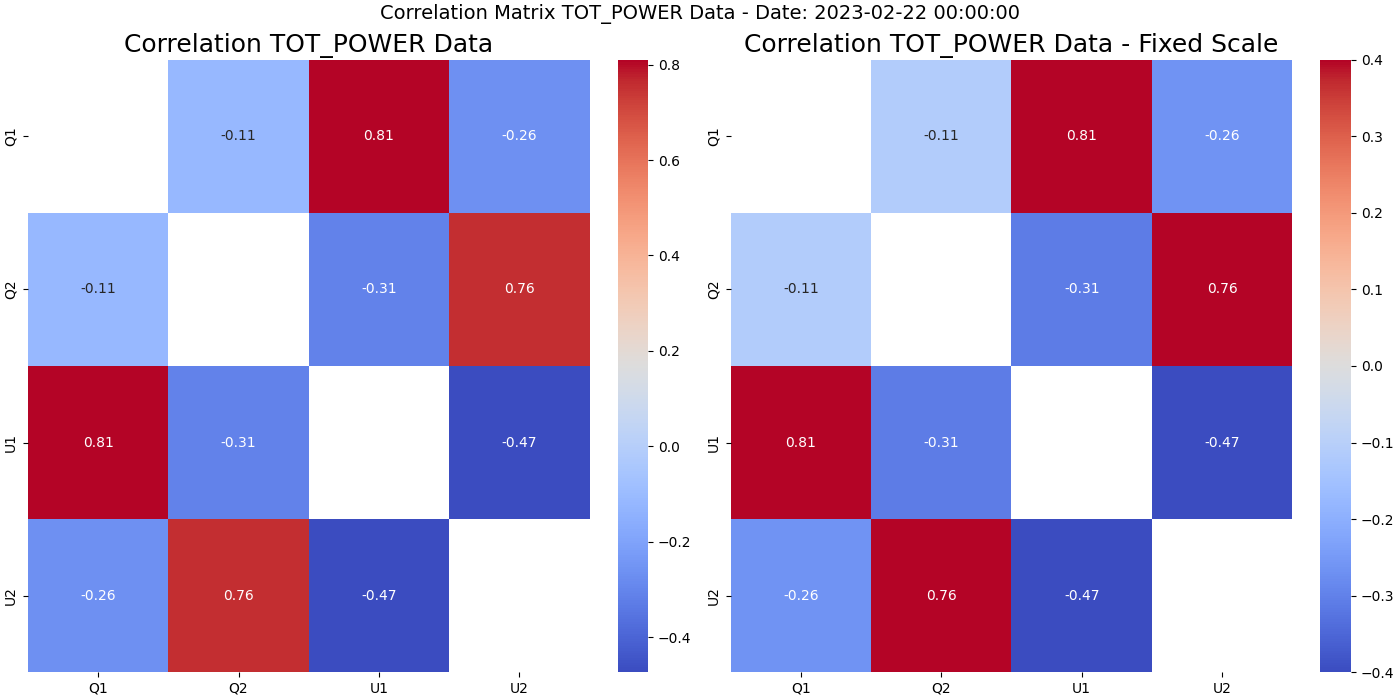 Correlation Matrix TOT_POWER Data - Date: 2023-02-22 00:00:00
Correlation TOT_POWER Data
Q1
-0.11
0.81
-0.26
Q2
-0.11
-0.31
0.76
U1
0.81
-0.31
-0.47
U2
-0.26
0.76
-0.47
Q1
Q2
U1
U2
0.8
0.6
0.4
0.2
0.0
−0.2
−0.4
Correlation TOT_POWER Data - Fixed Scale
Q1
-0.11
0.81
-0.26
Q2
-0.11
-0.31
0.76
U1
0.81
-0.31
-0.47
U2
-0.26
0.76
-0.47
Q1
Q2
U1
U2
0.4
0.3
0.2
0.1
0.0
−0.1
−0.2
−0.3
−0.4